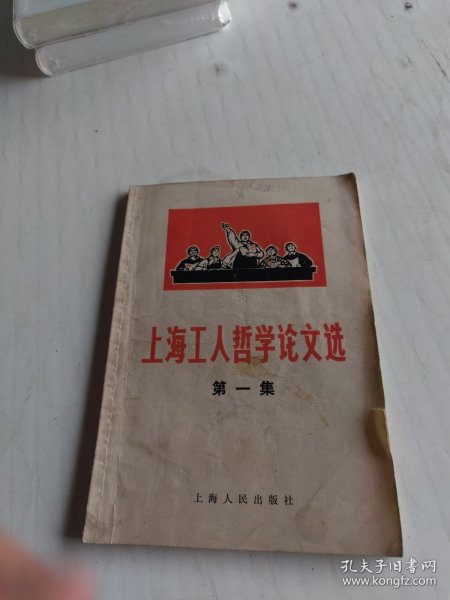 上海工人哲学论文选
第一集
上海人民出版社
孔夫子旧书网
www.kongfz.com